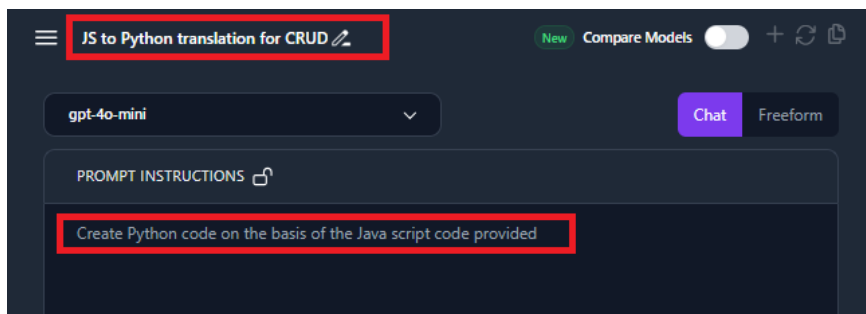 JS to Python translation for CRUD
New Compare Models
gpt-4o-mini
Chat Freeform
PROMPT INSTRUCTIONS
Create Python code on the basis of the Java script code provided